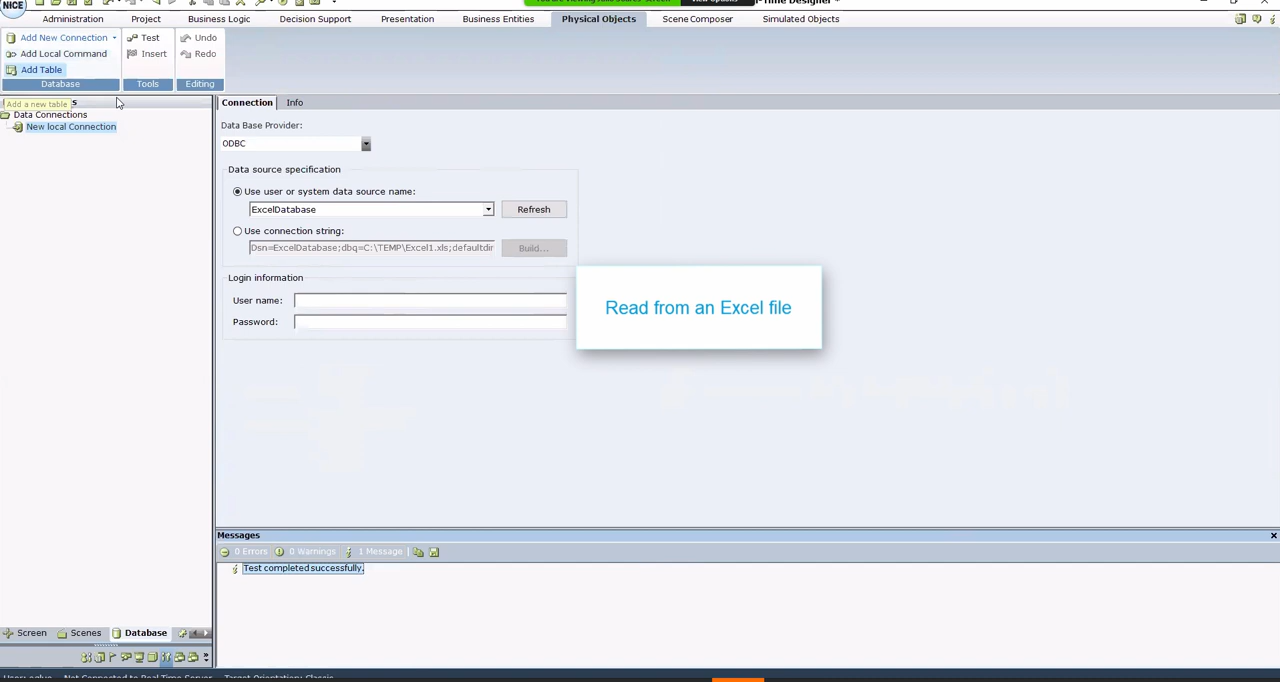 NICE
Administration
Project
Business Logic
Decision Support
Presentation
Business Entities
Physical Objects
Scene Composer
Simulated Objects
Add New Connection
Test
Undo
Add Local Command
Insert
Redo
Add Table
Database
Tools
Editing
Add a new table
Data Connections
New local Connection
Connection
Info
Data Base Provider:
ODBC
Data source specification
Use user or system data source name:
ExcelDatabase
Refresh
Use connection string:
Dsn=ExcelDatabase;dbq=C:\TEMP\Excel1.xls;defaultdir
Build...
Login information
User name:
Password:
Read from an Excel file
Messages
0 Errors
0 Warnings
1 Message
Test completed successfully.
Screen
Scenes
Database